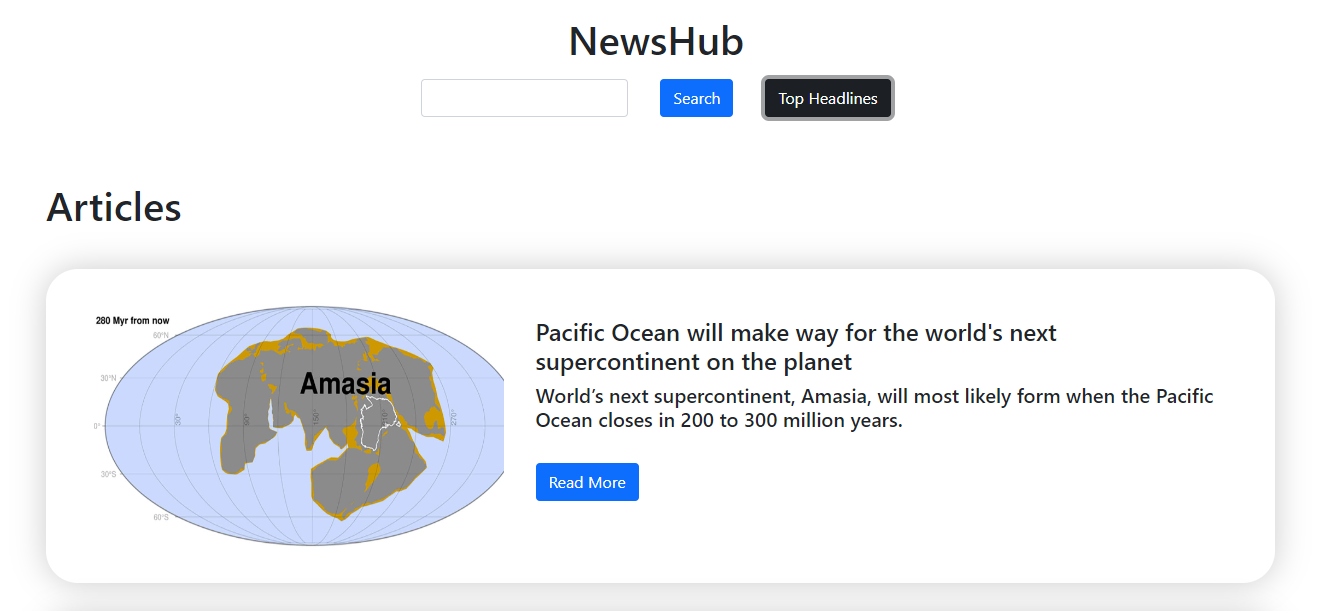 NewsHub
Search
Top Headlines
Articles
280 Myr from now
60°N
30°N
0°
30°S
60°S
30°
90°
150°
210°
270°
Amasia
Pacific Ocean will make way for the world's next
supercontinent on the planet
World’s next supercontinent, Amasia, will most likely form when the Pacific
Ocean closes in 200 to 300 million years.
Read More